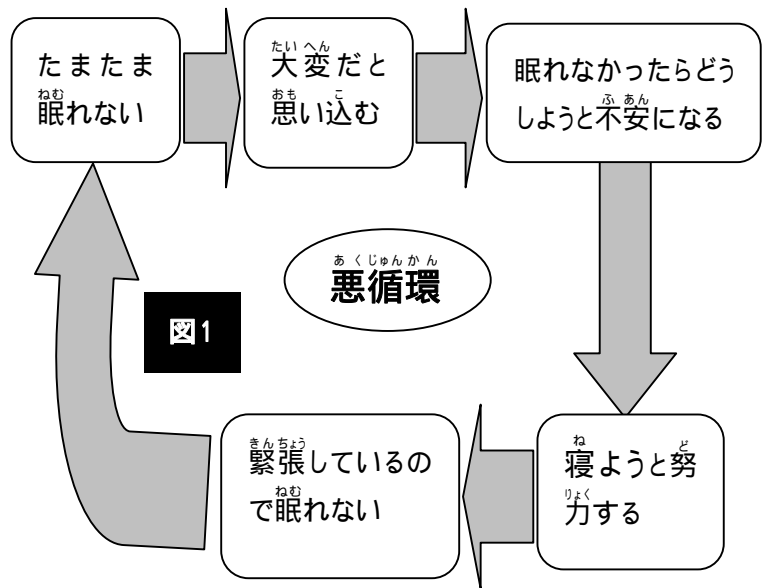 たまたま
眠れない
大変だと
思い込む
眠れなかったらどう
しようと不安になる
悪循環
図1
寝ようと努
力する
緊張しているの
で眠れない